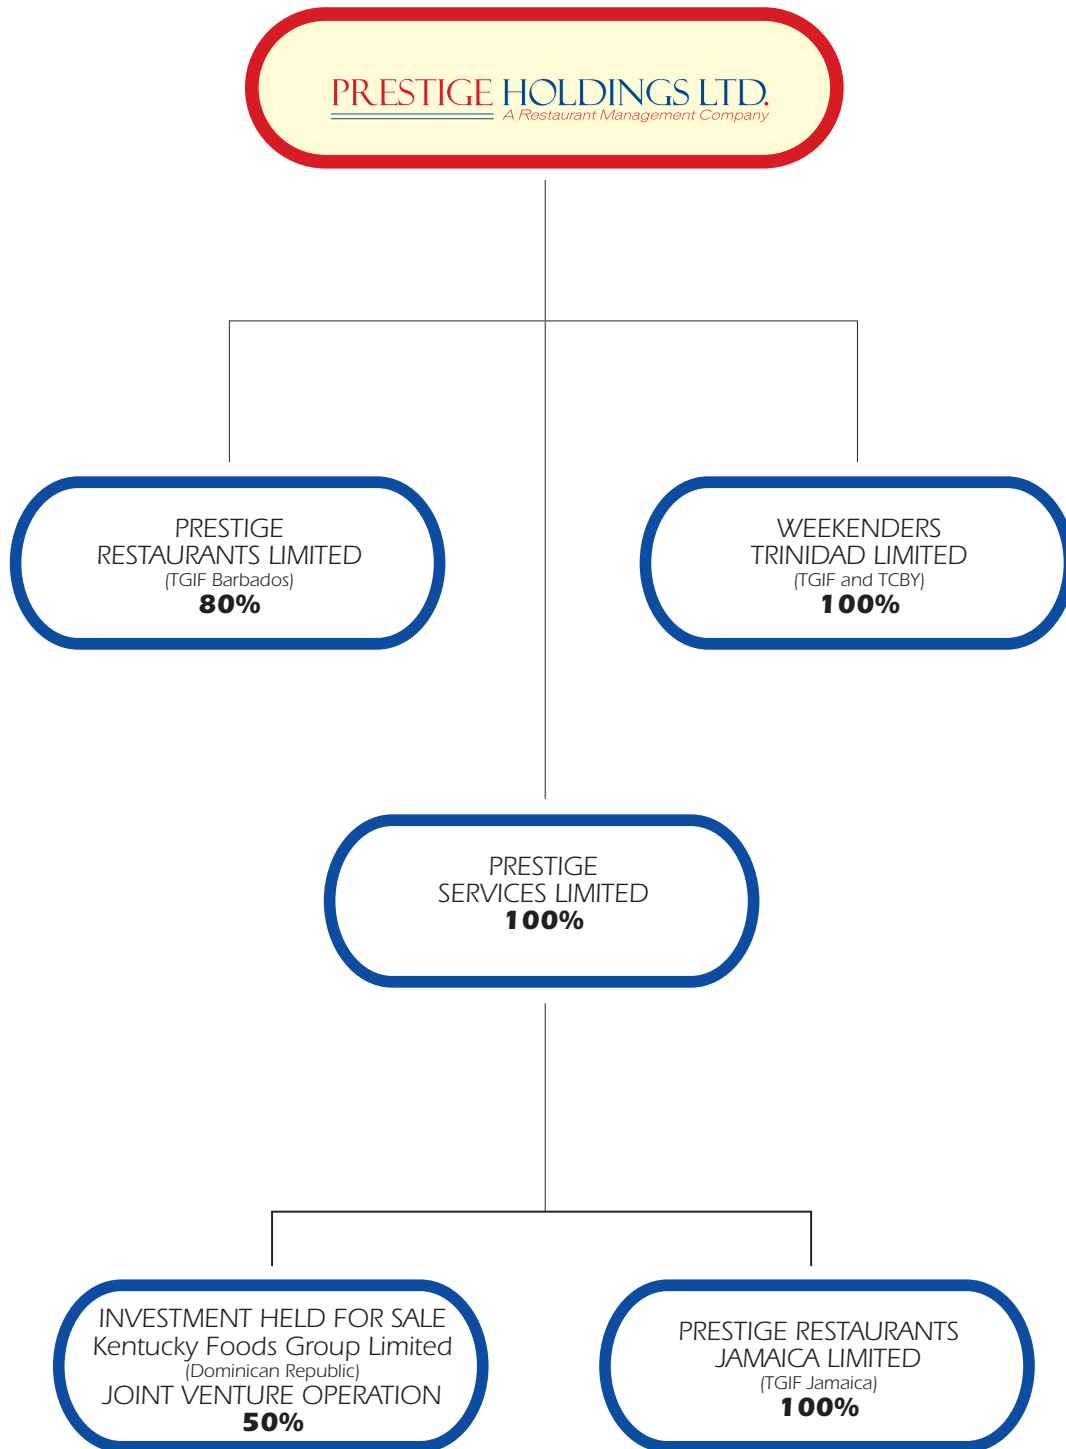 PRESTIGE HOLDINGS LTD.
A Restaurant Management Company
PRESTIGE
RESTAURANTS LIMITED
(TGIF Barbados)
80%
WEEKENDERS
TRINIDAD LIMITED
(TGIF and TCBY)
100%
PRESTIGE
SERVICES LIMITED
100%
INVESTMENT HELD FOR SALE
Kentucky Foods Group Limited
(Dominican Republic)
JOINT VENTURE OPERATION
50%
PRESTIGE RESTAURANTS
JAMAICA LIMITED
(TGIF Jamaica)
100%